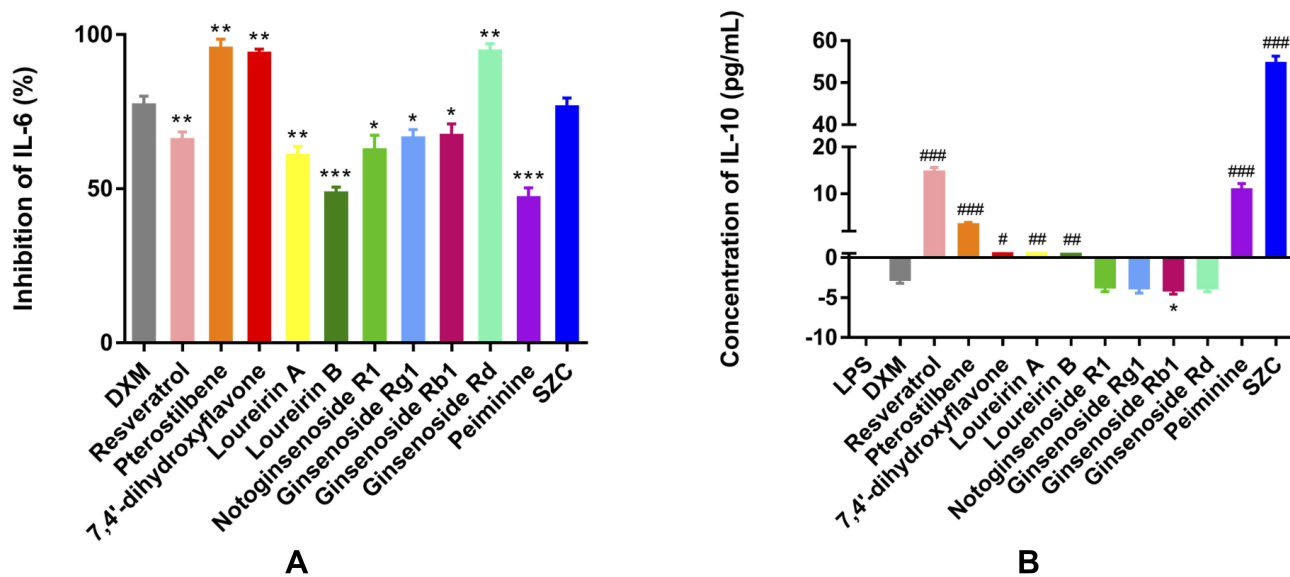 Inhibition of IL-6 (%)
100
50
0
**
**
**
**
***
*
*
*
**
***
DXM
Resveratrol
Pterostilbene
7,4'-dihydroxyflavone
Loureirin A
Loureirin B
Notoginsenoside R1
Ginsenoside Rg1
Ginsenoside Rb1
Ginsenoside Rd
Peiminine
SZC
A
Concentration of IL-10 (pg/mL)
60
50
40
20
10
0
-5
-10
###
###
#
##
##
*
###
###
LPS
DXM
Resveratrol
Pterostilbene
7,4'-dihydroxyflavone
Loureirin A
Loureirin B
Notoginsenoside R1
Ginsenoside Rg1
Ginsenoside Rb1
Ginsenoside Rd
Peiminine
SZC
B